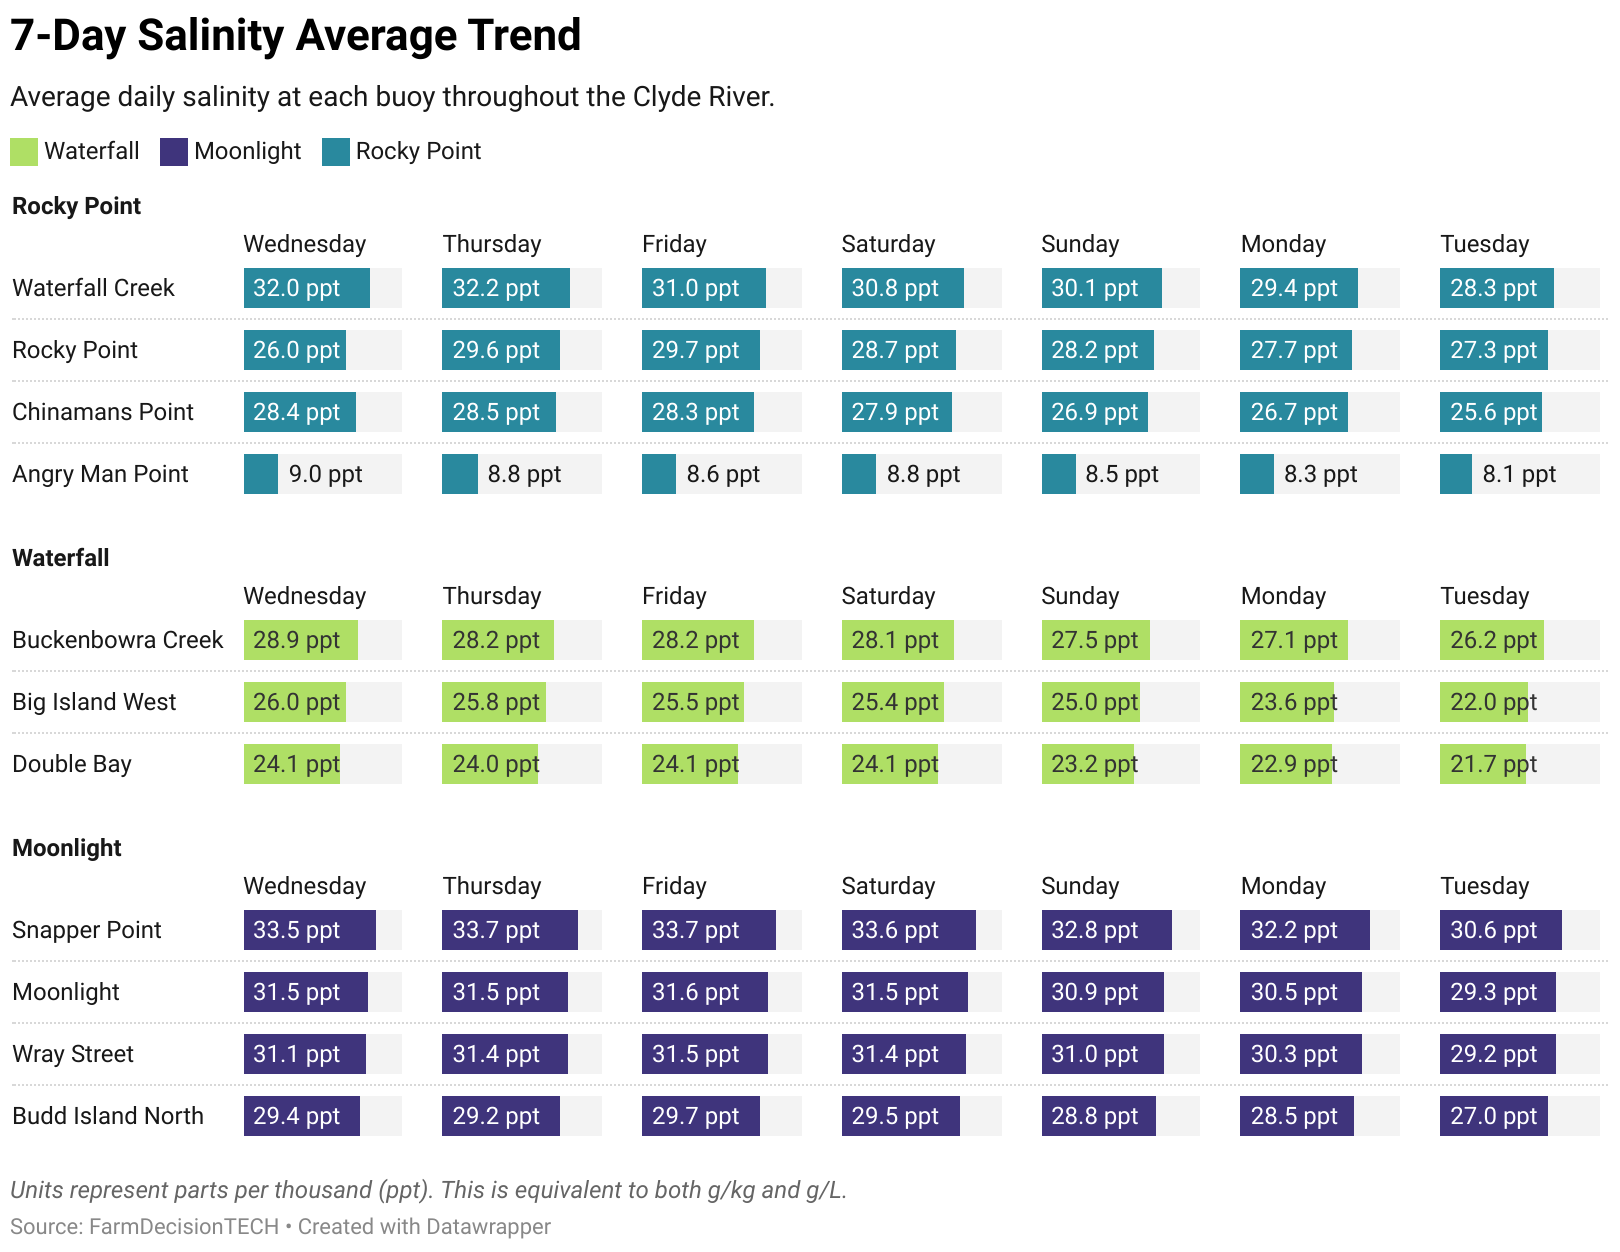 7-Day Salinity Average Trend
Average daily salinity at each buoy throughout the Clyde River.
Waterfall Moonlight Rocky Point
Rocky Point
Wednesday Thursday Friday Saturday Sunday Monday Tuesday
Waterfall Creek 32.0 ppt 32.2 ppt 31.0 ppt 30.8 ppt 30.1 ppt 29.4 ppt 28.3 ppt
Rocky Point 26.0 ppt 29.6 ppt 29.7 ppt 28.7 ppt 28.2 ppt 27.7 ppt 27.3 ppt
Chinamans Point 28.4 ppt 28.5 ppt 28.3 ppt 27.9 ppt 26.9 ppt 26.7 ppt 25.6 ppt
Angry Man Point 9.0 ppt 8.8 ppt 8.6 ppt 8.8 ppt 8.5 ppt 8.3 ppt 8.1 ppt
Waterfall
Wednesday Thursday Friday Saturday Sunday Monday Tuesday
Buckenbowra Creek 28.9 ppt 28.2 ppt 28.2 ppt 28.1 ppt 27.5 ppt 27.1 ppt 26.2 ppt
Big Island West 26.0 ppt 25.8 ppt 25.5 ppt 25.4 ppt 25.0 ppt 23.6 ppt 22.0 ppt
Double Bay 24.1 ppt 24.0 ppt 24.1 ppt 24.1 ppt 23.2 ppt 22.9 ppt 21.7 ppt
Moonlight
Wednesday Thursday Friday Saturday Sunday Monday Tuesday
Snapper Point 33.5 ppt 33.7 ppt 33.7 ppt 33.6 ppt 32.8 ppt 32.2 ppt 30.6 ppt
Moonlight 31.5 ppt 31.5 ppt 31.6 ppt 31.5 ppt 30.9 ppt 30.5 ppt 29.3 ppt
Wray Street 31.1 ppt 31.4 ppt 31.5 ppt 31.4 ppt 31.0 ppt 30.3 ppt 29.2 ppt
Budd Island North 29.4 ppt 29.2 ppt 29.7 ppt 29.5 ppt 28.8 ppt 28.5 ppt 27.0 ppt
Units represent parts per thousand (ppt). This is equivalent to both g/kg and g/L.
Source: FarmDecisionTECH • Created with Datawrapper